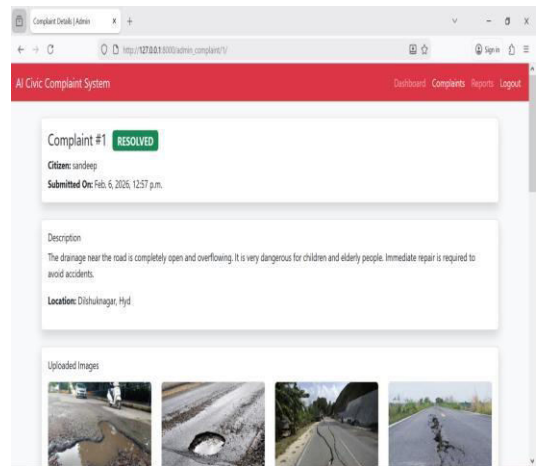 Complaint Details | Admin
http://127.0.0.1:8000/admin_complaint/1/
Sign in
AI Civic Complaint System
Dashboard Complaints Reports Logout
Complaint #1 RESOLVED
Citizen: sandeep
Submitted On: Feb. 6, 2026, 12:57 p.m.
Description
The drainage near the road is completely open and overflowing. It is very dangerous for children and elderly people. Immediate repair is required to
avoid accidents.
Location: Dilshuknagar, Hyd
Uploaded Images